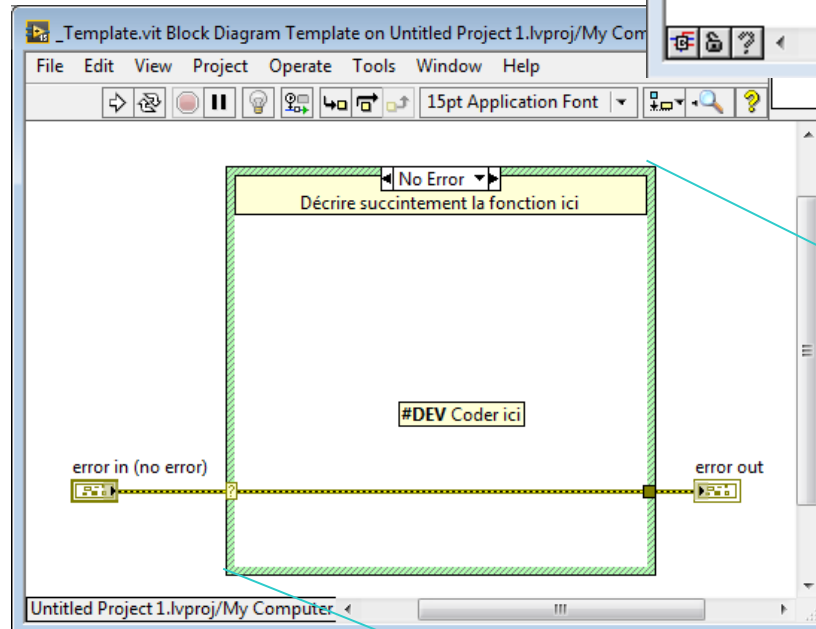 _Template.vit Block Diagram Template on Untitled Project 1.lvproj/My Com
File Edit View Project Operate Tools Window Help
15pt Application Font
No Error
Décrire succintement la fonction ici
#DEV Coder ici
error in (no error)
error out
Untitled Project 1.lvproj/My Computer